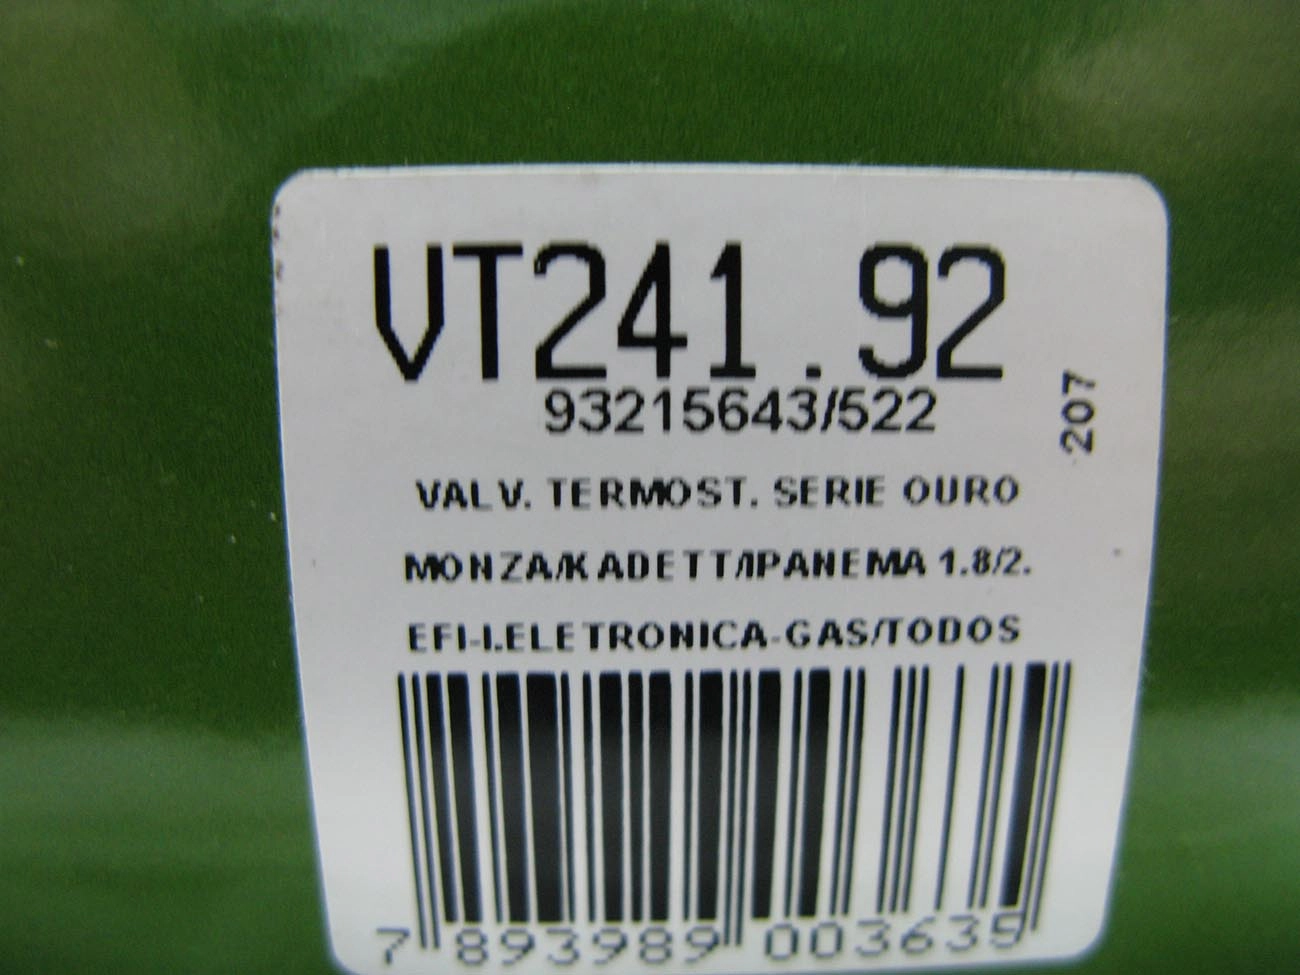 VT241.92
93215643/522
207
VALV. TERMOST. SERIE OURO
MONZA/KADETT/IPANEMA 1.8/2.
EFI-I.ELETRONICA-GAS/TODOS
7 893989 003635